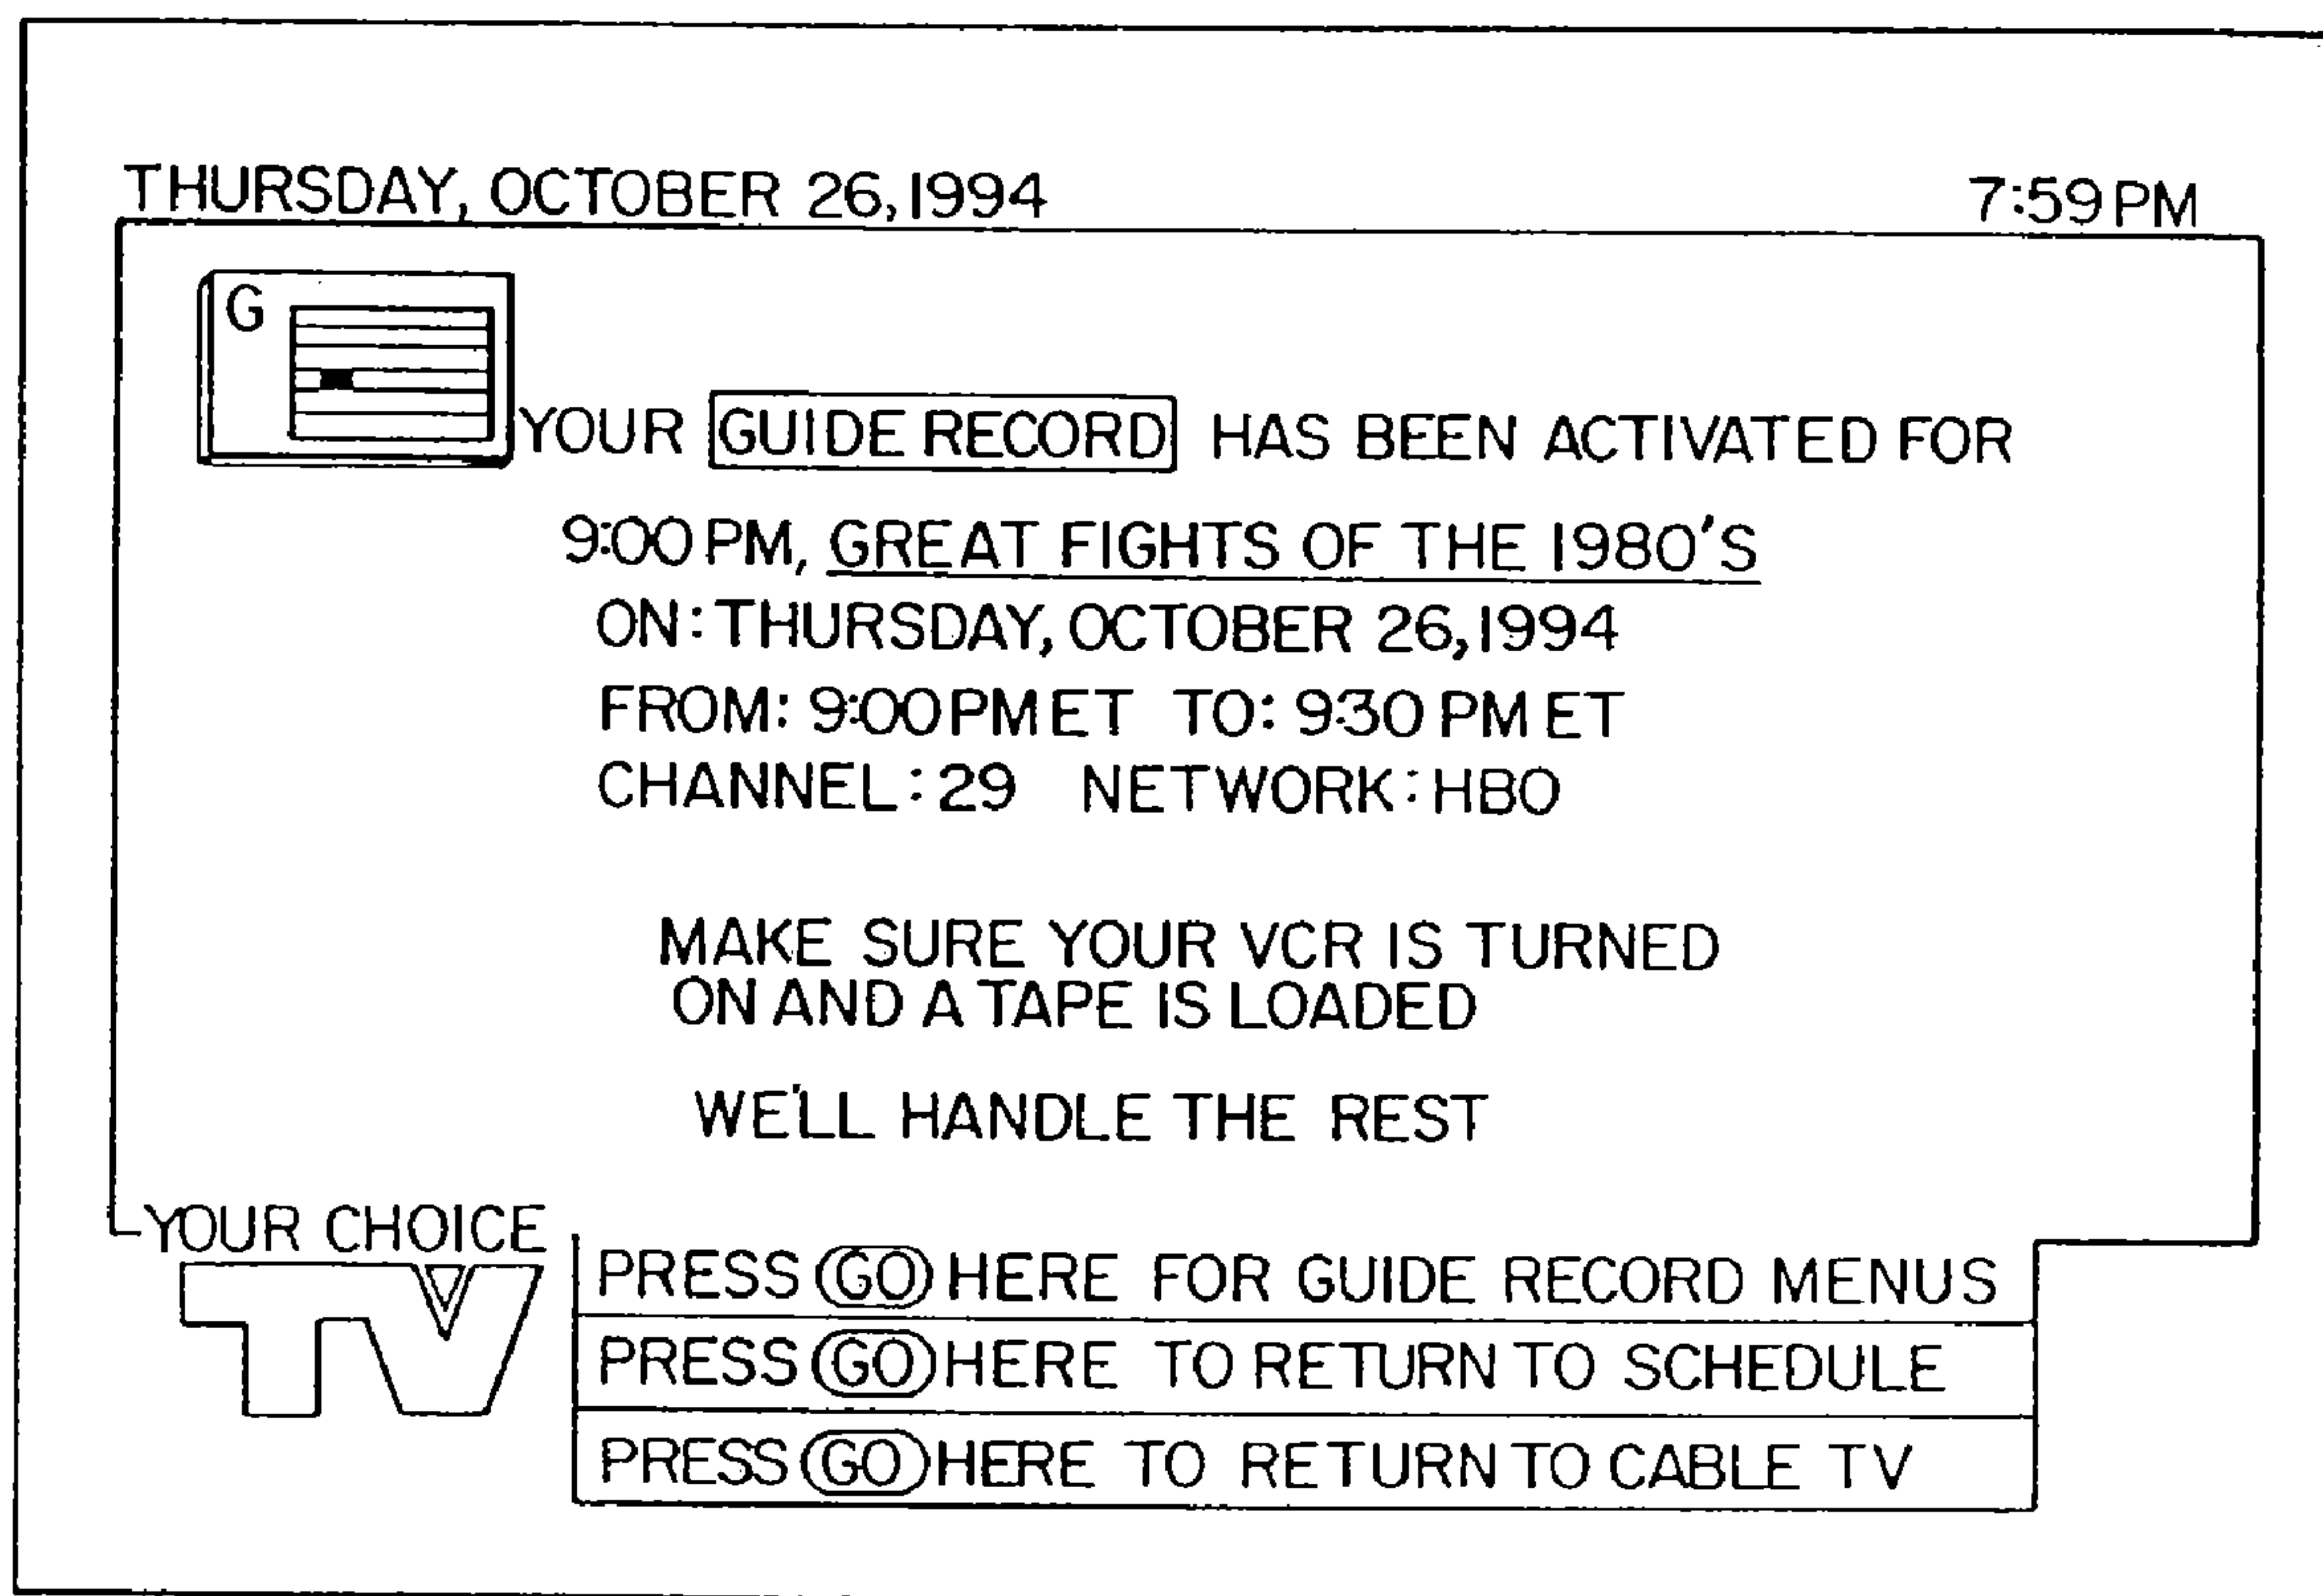 THURSDAY, OCTOBER 26, 1994 7:59 PM
G
YOUR GUIDE RECORD HAS BEEN ACTIVATED FOR
9:00 PM, GREAT FIGHTS OF THE 1980'S
ON: THURSDAY, OCTOBER 26, 1994
FROM: 9:00 PM ET TO: 9:30 PM ET
CHANNEL: 29 NETWORK: HBO
MAKE SURE YOUR VCR IS TURNED
ON AND A TAPE IS LOADED
WE'LL HANDLE THE REST
YOUR CHOICE
TV
PRESS GO HERE FOR GUIDE RECORD MENUS
PRESS GO HERE TO RETURN TO SCHEDULE
PRESS GO HERE TO RETURN TO CABLE TV